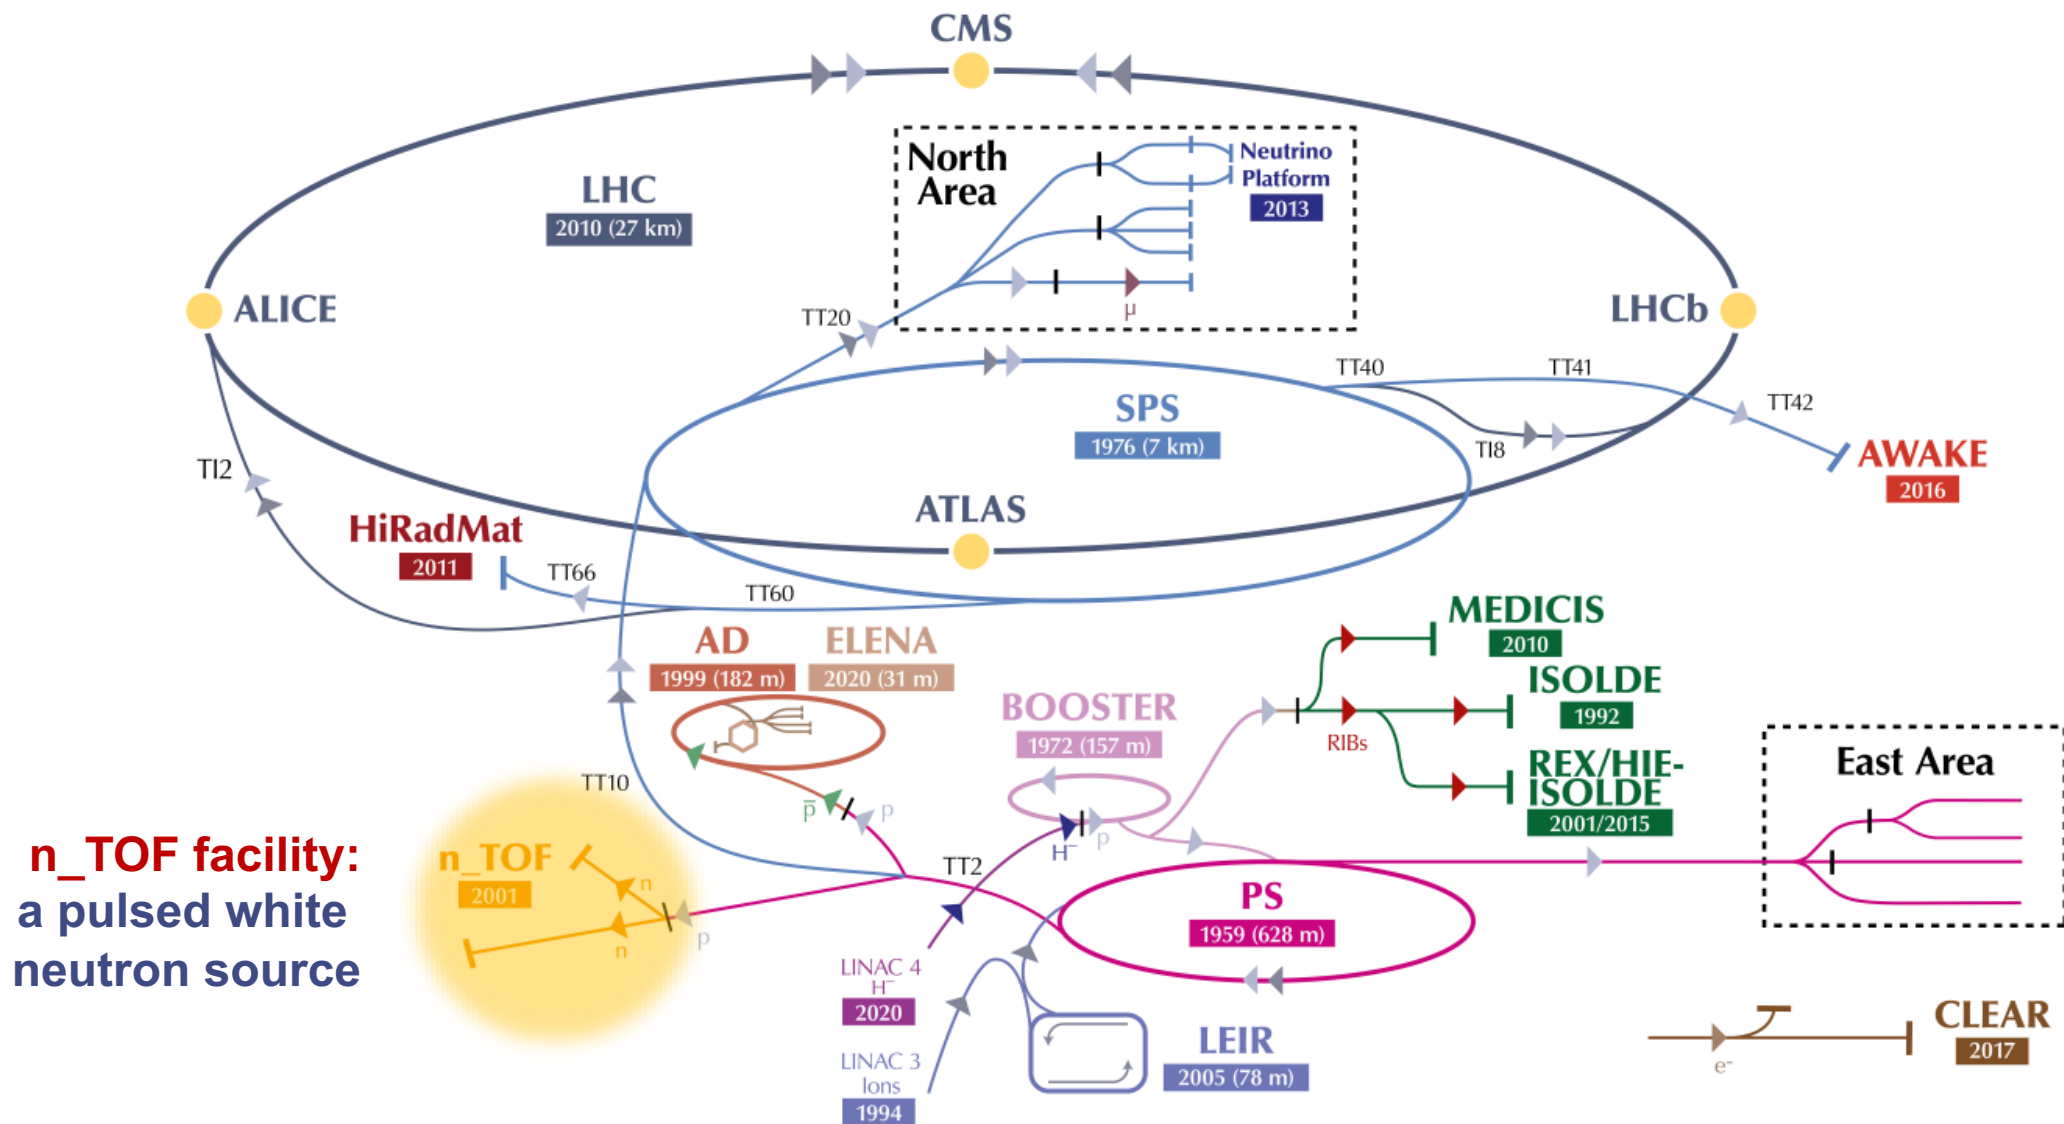 CMS
North
Area
Neutrino
Platform
2013
LHC
2010 (27 km)
μ
ALICE
LHCb
TT20
TT40
TT41
TT42
SPS
1976 (7 km)
TI8
AWAKE
2016
TI2
ATLAS
HiRadMat
2011
TT66
TT60
MEDICIS
2010
AD
1999 (182 m)
ELENA
2020 (31 m)
ISOLDE
1992
BOOSTER
1972 (157 m)
RIBs
REX/HIE-
ISOLDE
2001/2015
East Area
TT10
p̅
p
H⁻
p
n_TOF facility:
a pulsed white
neutron source
n_TOF
2001
n
n
p
TT2
PS
1959 (628 m)
LINAC 4
H⁻
2020
LINAC 3
Ions
1994
LEIR
2005 (78 m)
CLEAR
2017
e⁻